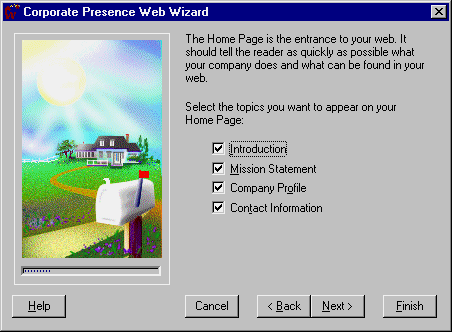 Corporate Presence Web Wizard
The Home Page is the entrance to your web. It
should tell the reader as quickly as possible what
your company does and what can be found in your
web.
Select the topics you want to appear on your
Home Page:
Introduction
Mission Statement
Company Profile
Contact Information
Help
Cancel
< Back
Next >
Finish